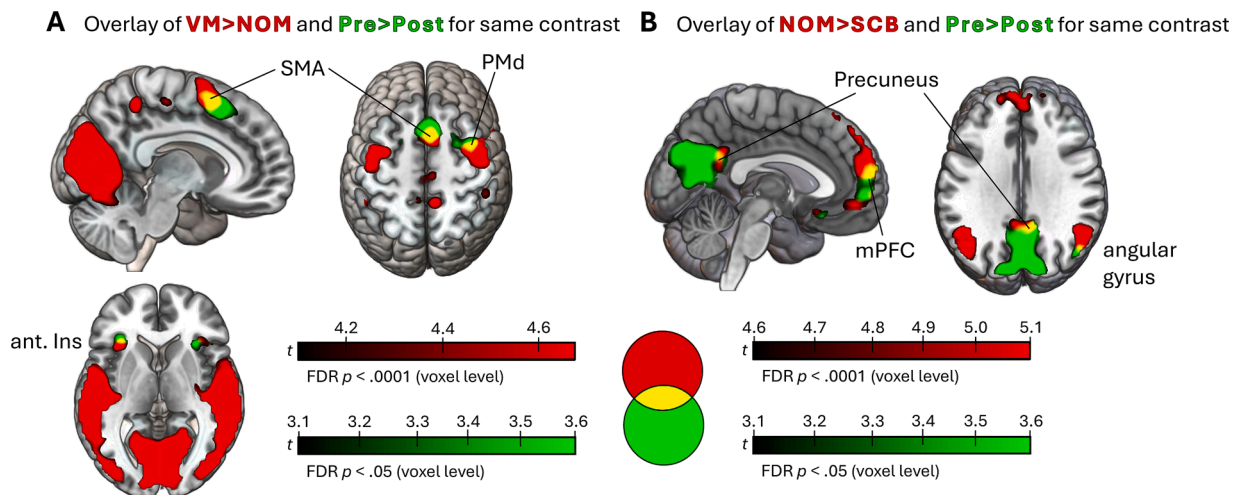 A Overlay of VM>NOM and Pre>Post for same contrast
SMA
PMd
ant. Ins
4.2 4.4 4.6
t
FDR p < .0001 (voxel level)
3.1 3.2 3.3 3.4 3.5 3.6
t
FDR p < .05 (voxel level)
B Overlay of NOM>SCB and Pre>Post for same contrast
Precuneus
mPFC
angular
gyrus
4.6 4.7 4.8 4.9 5.0 5.1
t
FDR p < .0001 (voxel level)
3.1 3.2 3.3 3.4 3.5 3.6
t
FDR p < .05 (voxel level)